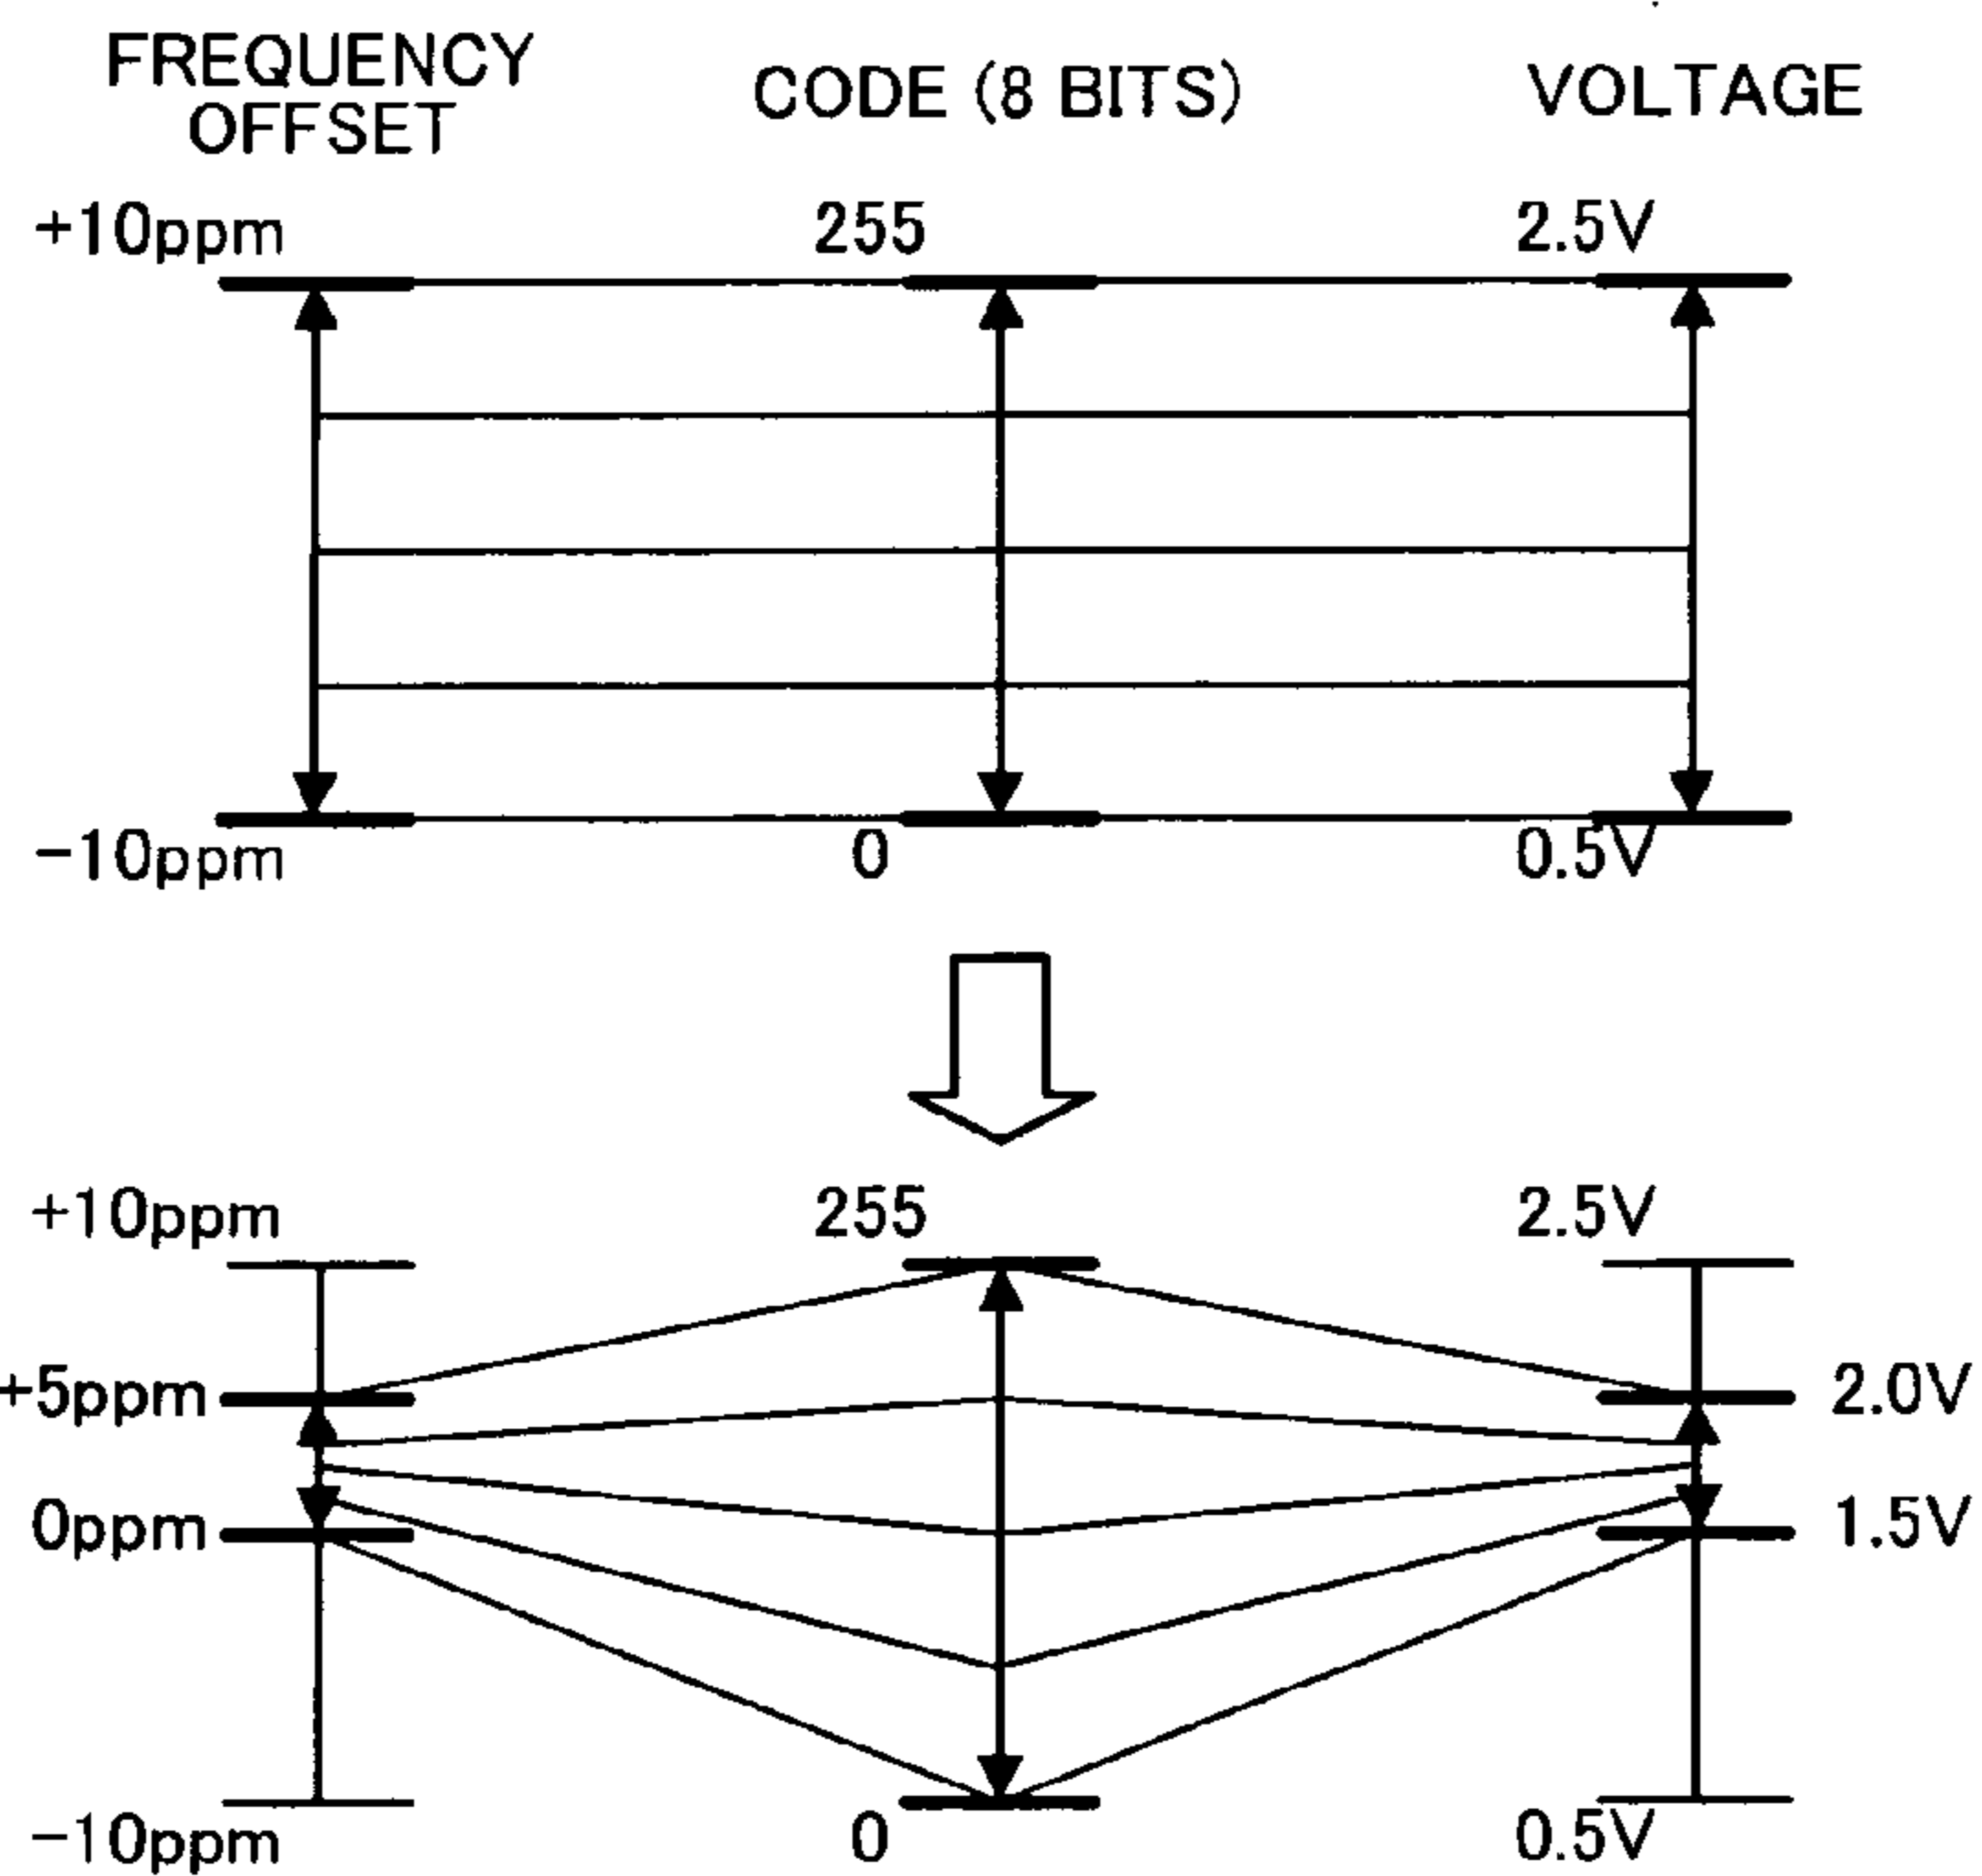 FREQUENCY
OFFSET
CODE (8 BITS)
VOLTAGE
+10ppm
255
2.5V
−10ppm
0
0.5V
+10ppm
255
2.5V
+5ppm
2.0V
0ppm
1.5V
−10ppm
0
0.5V